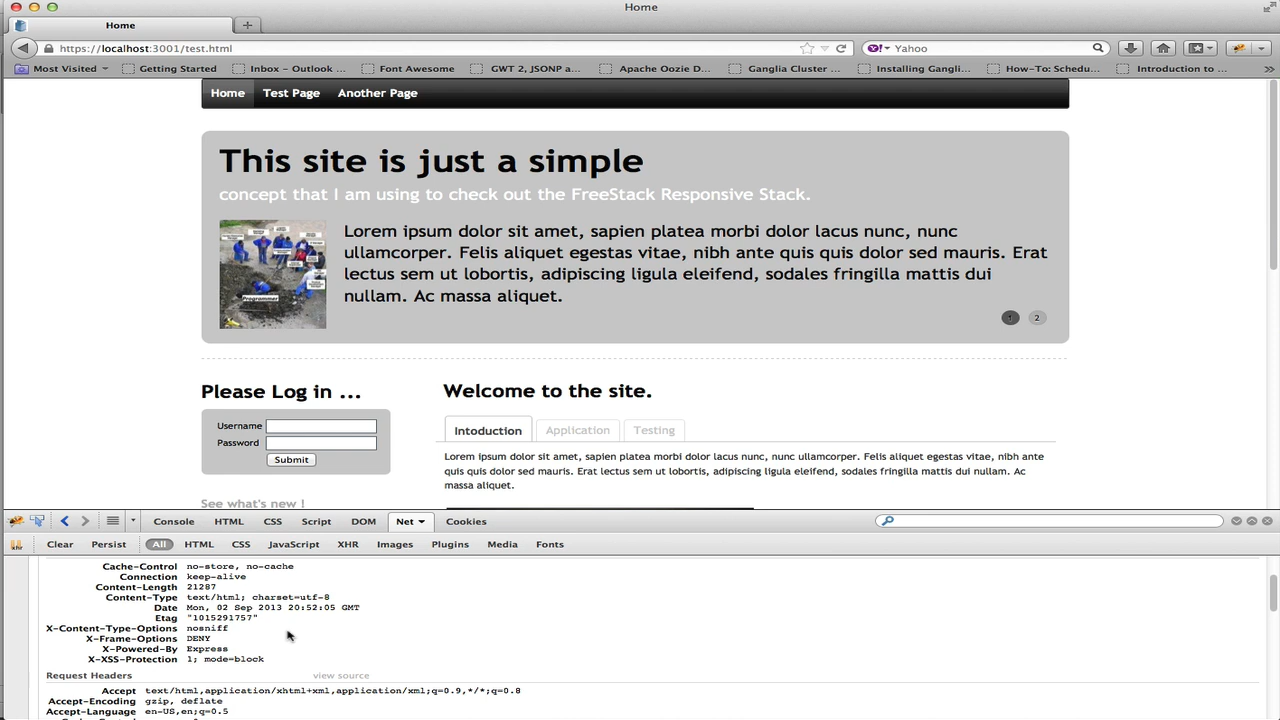 Home
Home
https://localhost:3001/test.html
Yahoo
Most Visited
Getting Started
Inbox – Outlook ...
Font Awesome
GWT 2, JSONP a...
Apache Oozie D...
Ganglia Cluster ...
Installing Gangli...
How-To: Schedu...
Introduction to ...
Home Test Page Another Page
This site is just a simple
concept that I am using to check out the FreeStack Responsive Stack.
Lorem ipsum dolor sit amet, sapien platea morbi dolor lacus nunc, nunc
ullamcorper. Felis aliquet egestas vitae, nibh ante quis quis dolor sed mauris. Erat
lectus sem ut lobortis, adipiscing ligula eleifend, sodales fringilla mattis dui
nullam. Ac massa aliquet.
Programmer
1 2
Please Log in ...
Username
Password
Submit
See what's new !
Welcome to the site.
Intoduction Application Testing
Lorem ipsum dolor sit amet, sapien platea morbi dolor lacus nunc, nunc ullamcorper. Felis aliquet egestas vitae, nibh ante
quis quis dolor sed mauris. Erat lectus sem ut lobortis, adipiscing ligula eleifend, sodales fringilla mattis dui nullam. Ac
massa aliquet.
Console HTML CSS Script DOM Net Cookies
Clear Persist All HTML CSS JavaScript XHR Images Plugins Media Fonts
Cache-Control no-store, no-cache
Connection keep-alive
Content-Length 21287
Content-Type text/html; charset=utf-8
Date Mon, 02 Sep 2013 20:52:05 GMT
Etag "1015291757"
X-Content-Type-Options nosniff
X-Frame-Options DENY
X-Powered-By Express
X-XSS-Protection 1; mode=block
Request Headers view source
Accept text/html,application/xhtml+xml,application/xml;q=0.9,*/*;q=0.8
Accept-Encoding gzip, deflate
Accept-Language en-US,en;q=0.5